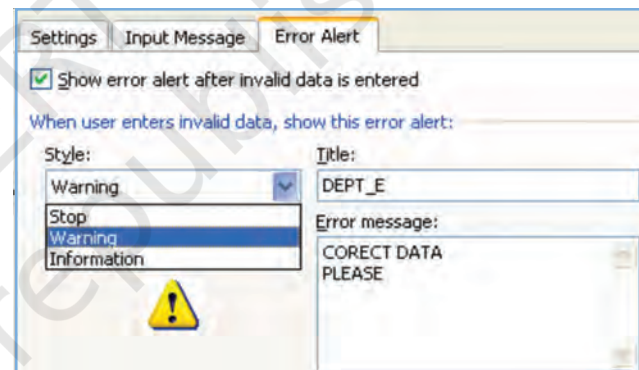 Settings Input Message Error Alert
Show error alert after invalid data is entered
When user enters invalid data, show this error alert:
Style: Title:
Warning DEPT_E
Stop
Warning
Information
Error message:
CORECT DATA
PLEASE